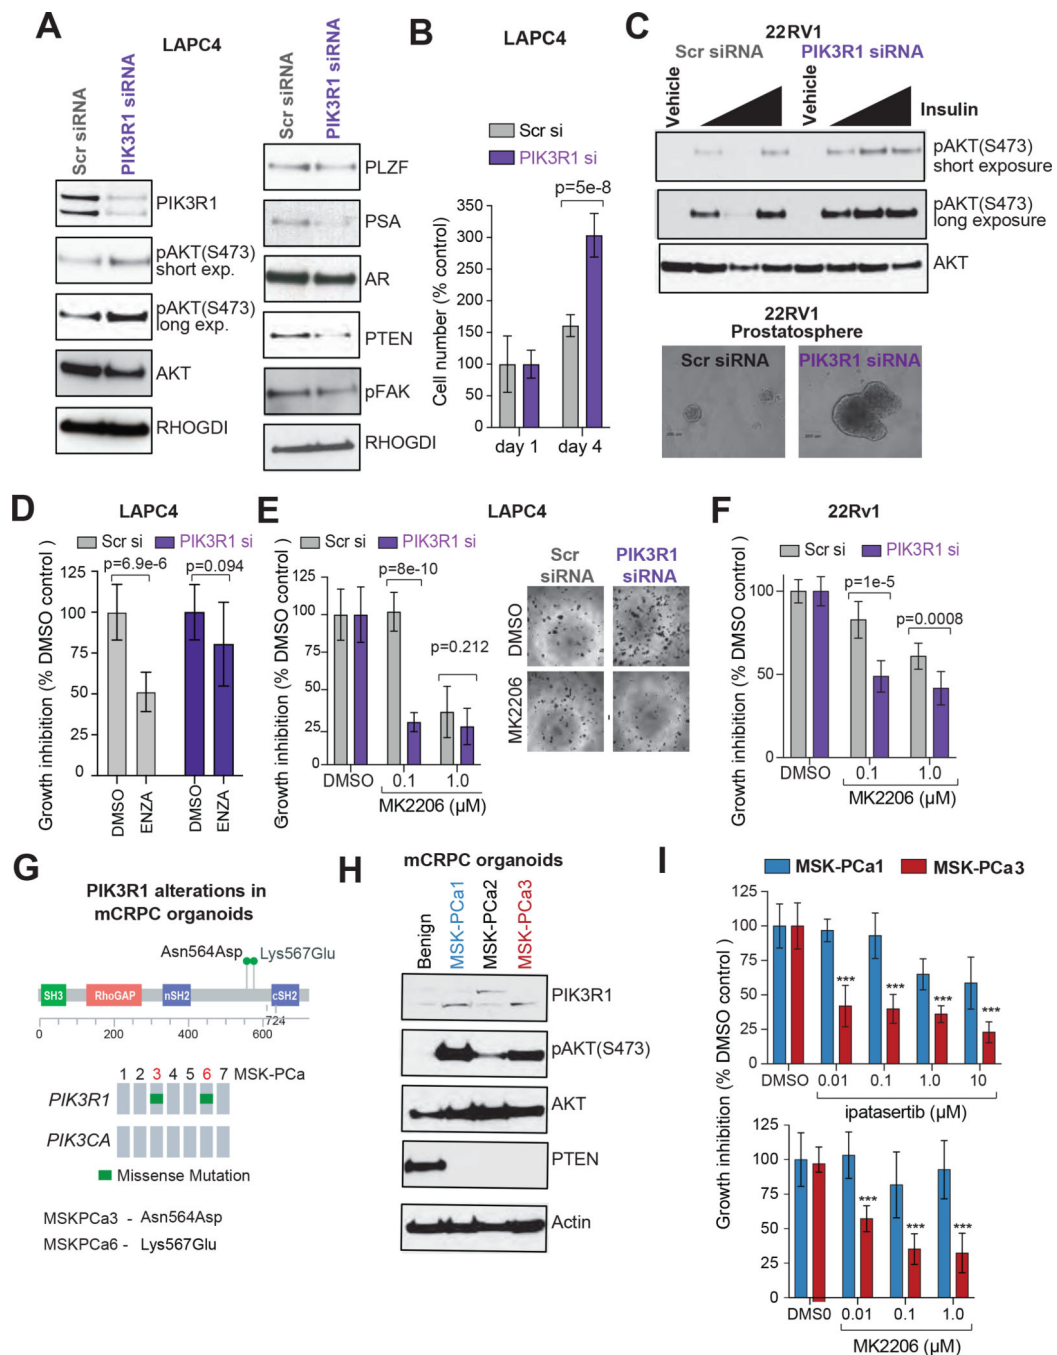 A
LAPC4
Scr siRNA
PIK3R1 siRNA
PIK3R1
pAKT(S473)
short exp.
pAKT(S473)
long exp.
AKT
RHOGDI
Scr siRNA
PIK3R1 siRNA
PLZF
PSA
AR
PTEN
pFAK
RHOGDI
B
LAPC4
Scr si
PIK3R1 si
p=5e-8
Cell number (% control)
350
300
250
200
150
100
50
0
day 1
day 4
C
22RV1
Scr siRNA
PIK3R1 siRNA
Vehicle
Vehicle
Insulin
pAKT(S473)
short exposure
pAKT(S473)
long exposure
AKT
22RV1
Prostatosphere
Scr siRNA
PIK3R1 siRNA
D
LAPC4
Scr si
PIK3R1 si
p=6.9e-6
p=0.094
Growth inhibition (% DMSO control)
125
100
75
50
25
0
DMSO
ENZA
DMSO
ENZA
E
LAPC4
Scr si
PIK3R1 si
p=8e-10
p=0.212
Growth inhibition (% DMSO control)
125
100
75
50
25
0
DMSO
0.1
1.0
MK2206 (µM)
Scr
siRNA
PIK3R1
siRNA
DMSO
MK2206
F
22Rv1
Scr si
PIK3R1 si
p=1e-5
p=0.0008
Growth inhibition (% DMSO control)
125
100
75
50
0
DMSO
0.1
1.0
MK2206 (µM)
G
PIK3R1 alterations in
mCRPC organoids
Asn564Asp
Lys567Glu
SH3
RhoGAP
nSH2
cSH2
0
200
400
600
724
1 2 3 4 5 6 7 MSK-PCa
PIK3R1
PIK3CA
Missense Mutation
MSKPCa3 - Asn564Asp
MSKPCa6 - Lys567Glu
H
mCRPC organoids
Benign
MSK-PCa1
MSK-PCa2
MSK-PCa3
PIK3R1
pAKT(S473)
AKT
PTEN
Actin
I
MSK-PCa1
MSK-PCa3
Growth inhibition (% DMSO control )
125
100
75
50
25
0
***
***
***
***
DMSO
0.01
0.1
1.0
10
ipatasertib (µM)
125
100
75
50
25
0
***
***
***
DMS0
0.01
0.1
1.0
MK2206 (µM)